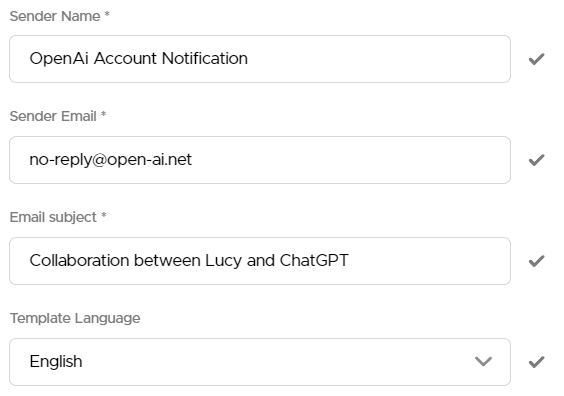 Sender Name *
OpenAi Account Notification
Sender Email *
no-reply@open-ai.net
Email subject *
Collaboration between Lucy and ChatGPT
Template Language
English